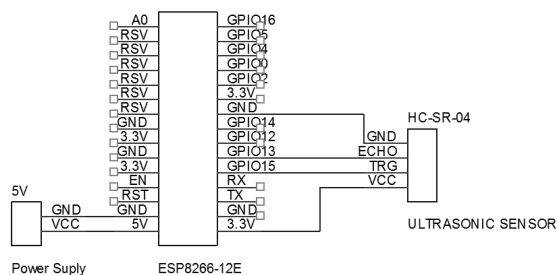 A0 GPIO16
RSV GPIO5
RSV GPIO4
RSV GPIO0
RSV GPIO2
RSV 3.3V
RSV GND
GND GPIO14
3.3V GPIO12
GND GPIO13
3.3V GPIO15
EN RX
RST TX
GND GND
5V 3.3V
HC-SR-04
GND
ECHO
TRG
VCC
ULTRASONIC SENSOR
5V
GND
VCC
Power Suply
ESP8266-12E